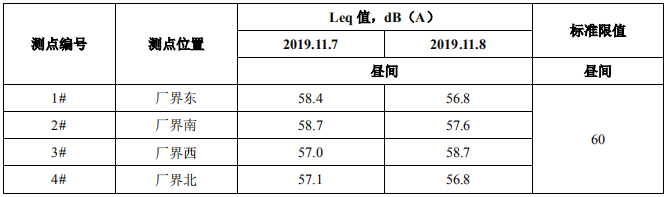 测点编号 测点位置 Leq 值，dB（A） 标准限值
2019.11.7 2019.11.8
昼间 昼间
1# 厂界东 58.4 56.8 60
2# 厂界南 58.7 57.6
3# 厂界西 57.0 58.7
4# 厂界北 57.1 56.8